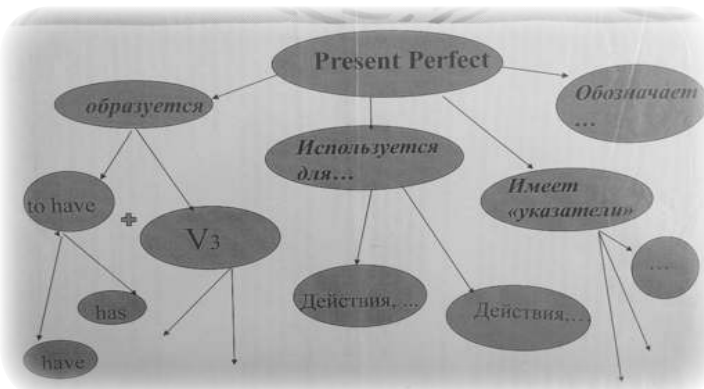 Present Perfect
образуется
Обозначает
…
Используется
для…
Имеет
«указатели»
to have
+
V3
…
has
Действия, ...
Действия,…
have